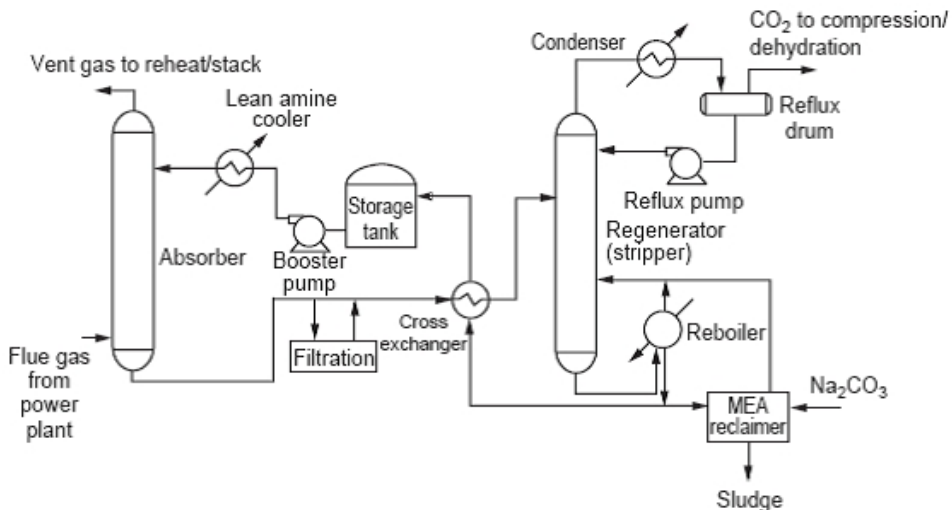 CO₂ to compression/
dehydration
Condenser
Vent gas to reheat/stack
Lean amine
cooler
Reflux
drum
Storage
tank
Reflux pump
Regenerator
(stripper)
Absorber
Booster
pump
Cross
exchanger
Reboiler
Filtration
Flue gas
from
power
plant
Na₂CO₃
MEA
reclaimer
Sludge